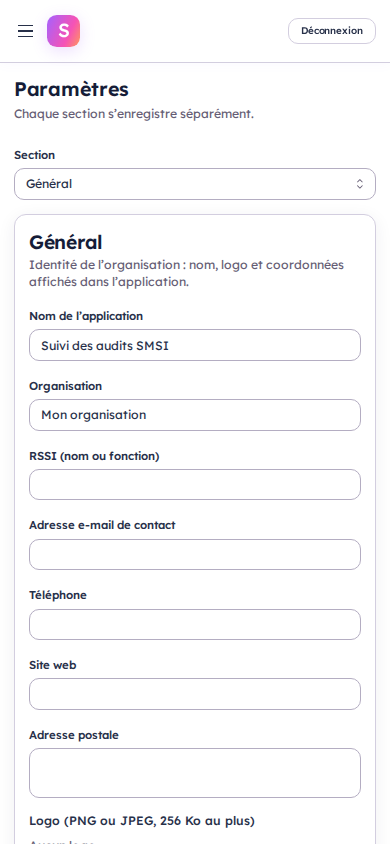 S
Déconnexion
Paramètres
Chaque section s’enregistre séparément.
Section
Général
Général
Identité de l’organisation : nom, logo et coordonnées
affichés dans l’application.
Nom de l’application
Suivi des audits SMSI
Organisation
Mon organisation
RSSI (nom ou fonction)
Adresse e-mail de contact
Téléphone
Site web
Adresse postale
Logo (PNG ou JPEG, 256 Ko au plus)